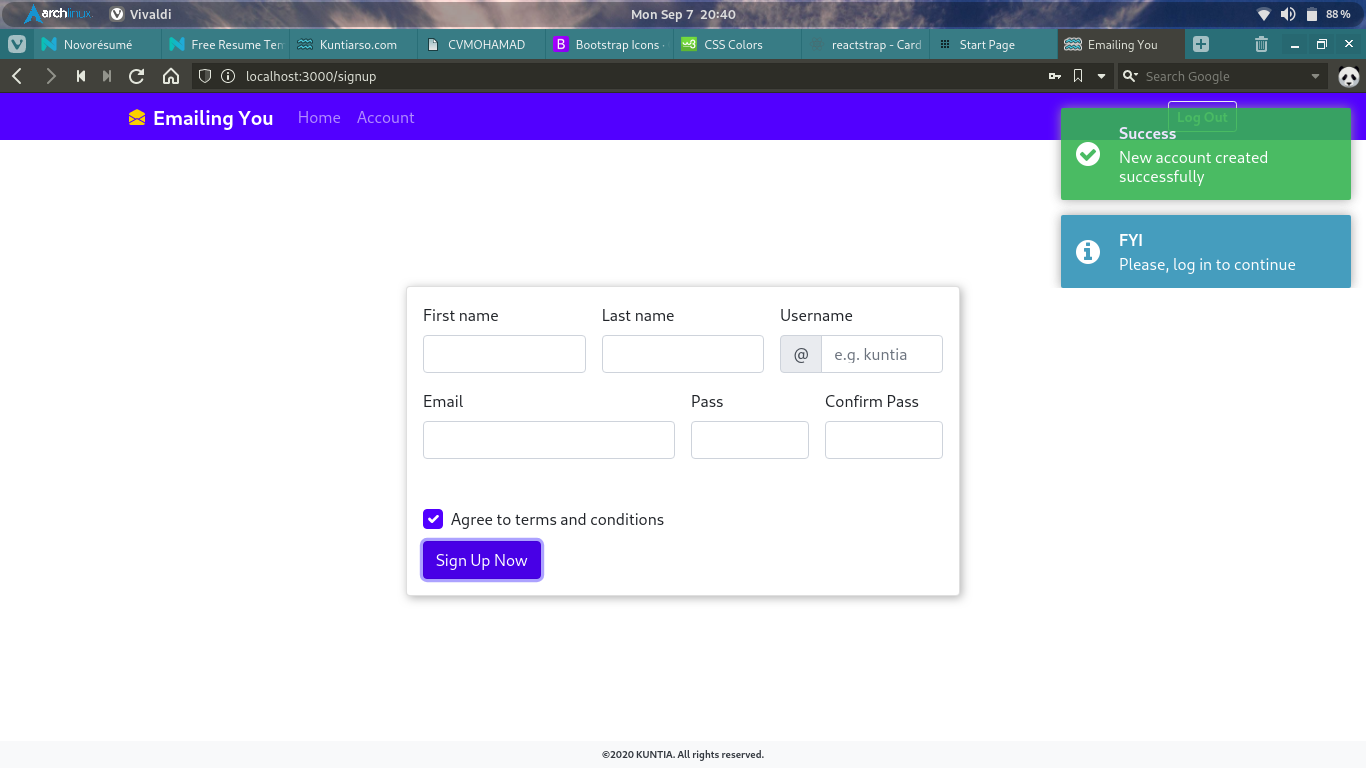 archlinux Vivaldi Mon Sep 7 20:40 88%
Novorésumé Free Resume Ten Kuntiarso.com CVMOHAMAD Bootstrap Icons · CSS Colors reactstrap - Card Start Page Emailing You
localhost:3000/signup Search Google
Emailing You Home Account Log Out
Success
New account created
successfully
FYI
Please, log in to continue
First name Last name Username
@ e.g. kuntia
Email Pass Confirm Pass
Agree to terms and conditions
Sign Up Now
©2020 KUNTIA. All rights reserved.